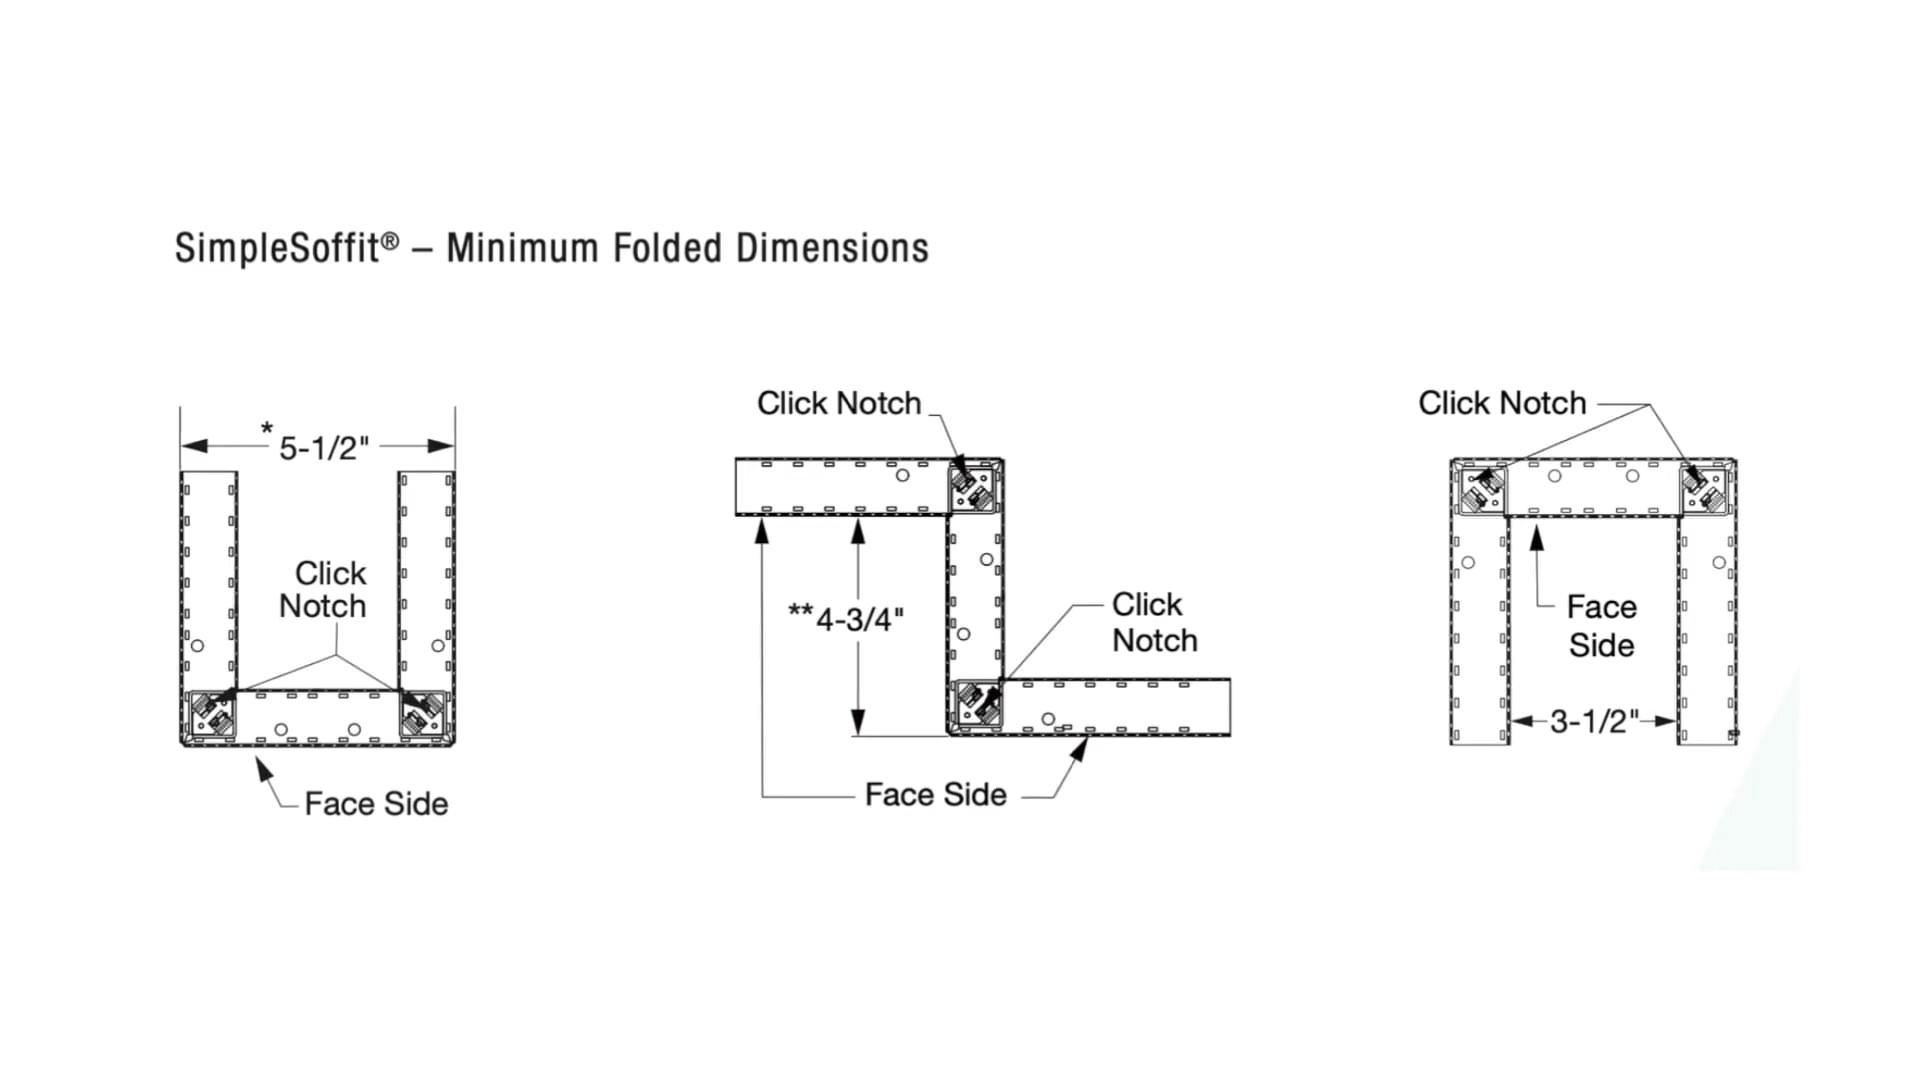 SimpleSoffit® – Minimum Folded Dimensions
* 5-1/2"
Click
Notch
Face Side
Click Notch
**4-3/4"
Click
Notch
Face Side
Click Notch
Face
Side
3-1/2"